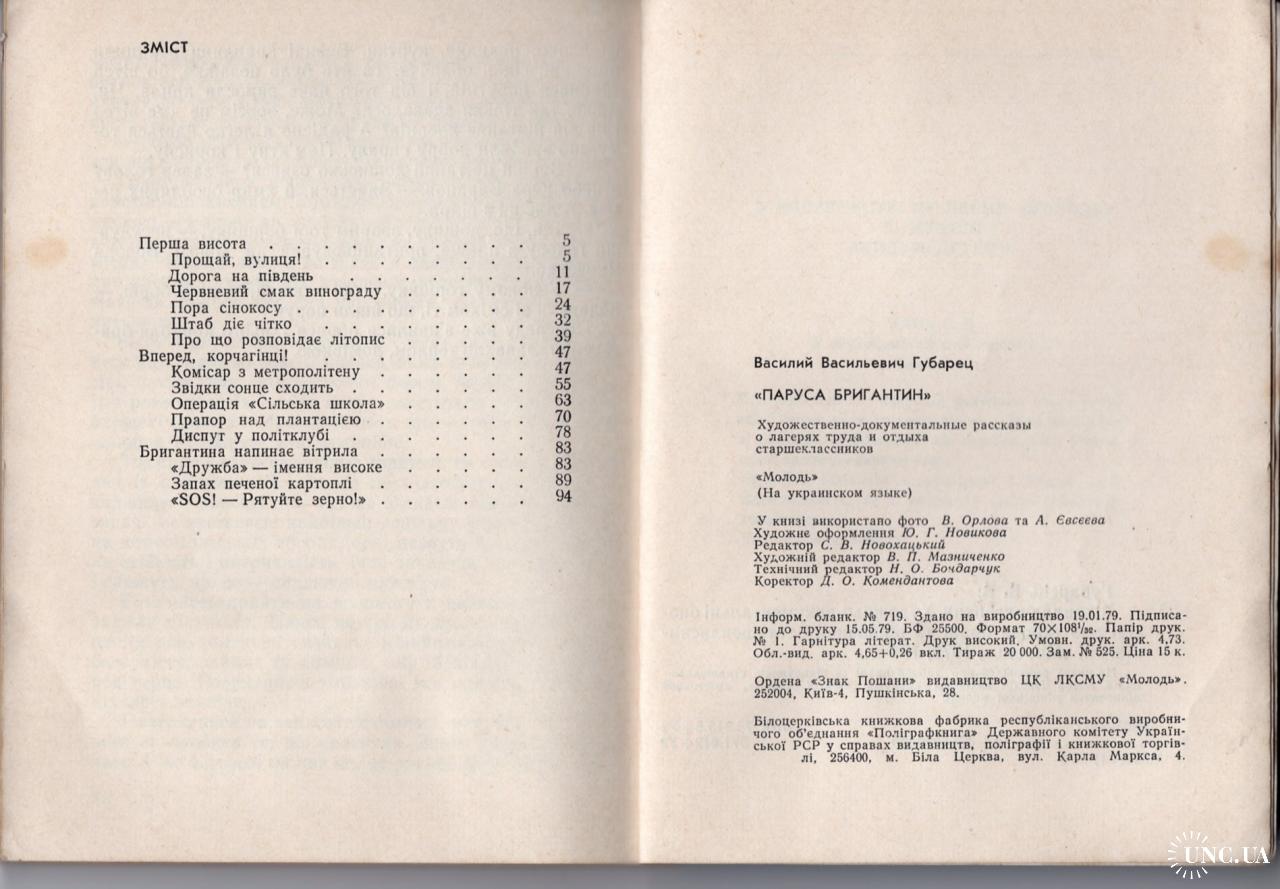 ЗМІСТ
Перша висота . . . . . . . . . . . 5
Прощай, вулиця! . . . . . . . . . 5
Дорога на південь . . . . . . . 11
Червневий смак винограду . . . . . . 17
Пора сінокосу . . . . . . . . . 24
Штаб діє чітко . . . . . . . . . 32
Про що розповідає літопис . . . . . . 39
Вперед, корчагінці! . . . . . . . . . 47
Комісар з метрополітену . . . . . . . 47
Звідки сонце сходить . . . . . . . . 55
Операція «Сільська школа» . . . . . . 63
Прапор над плантацією . . . . . . . 70
Диспут у політклубі . . . . . . . . 78
Бригантина напинає вітрила . . . . . . . 83
«Дружба» — імення високе . . . . . . 83
Запах печеної картоплі . . . . . . . 89
«SOS! — Рятуйте зерно!» . . . . . . . 94
Василий Васильевич Губарец
«ПАРУСА БРИГАНТИН»
Художественно-документальные рассказы
о лагерях труда и отдыха
старшеклассников
«Молодь»
(На украинском языке)
У книзі використано фото В. Орлова та А. Євсеєва
Художнє оформлення Ю. Г. Новикова
Редактор С. В. Новохацький
Художній редактор В. П. Мазниченко
Технічний редактор Н. О. Бондарчук
Коректор Д. О. Комендантова
Інформ. бланк. № 719. Здано на виробництво 19.01.79. Підписа-
но до друку 15.05.79. БФ 25500. Формат 70×108¹/₃₂. Папір друк.
№ 1. Гарнітура літерат. Друк високий. Умовн. друк. арк. 4,73.
Обл.-вид. арк. 4,65+0,26 вкл. Тираж 20 000. Зам. № 525. Ціна 15 к.
Ордена «Знак Пошани» видавництво ЦК ЛКСМУ «Молодь».
252004, Київ-4, Пушкінська, 28.
Білоцерківська книжкова фабрика республіканського виробни-
чого об'єднання «Поліграфкнига» Державного комітету Україн-
ської РСР у справах видавництв, поліграфії і книжкової торгів-
лі, 256400, м. Біла Церква, вул. Карла Маркса, 4.
UNC.UA